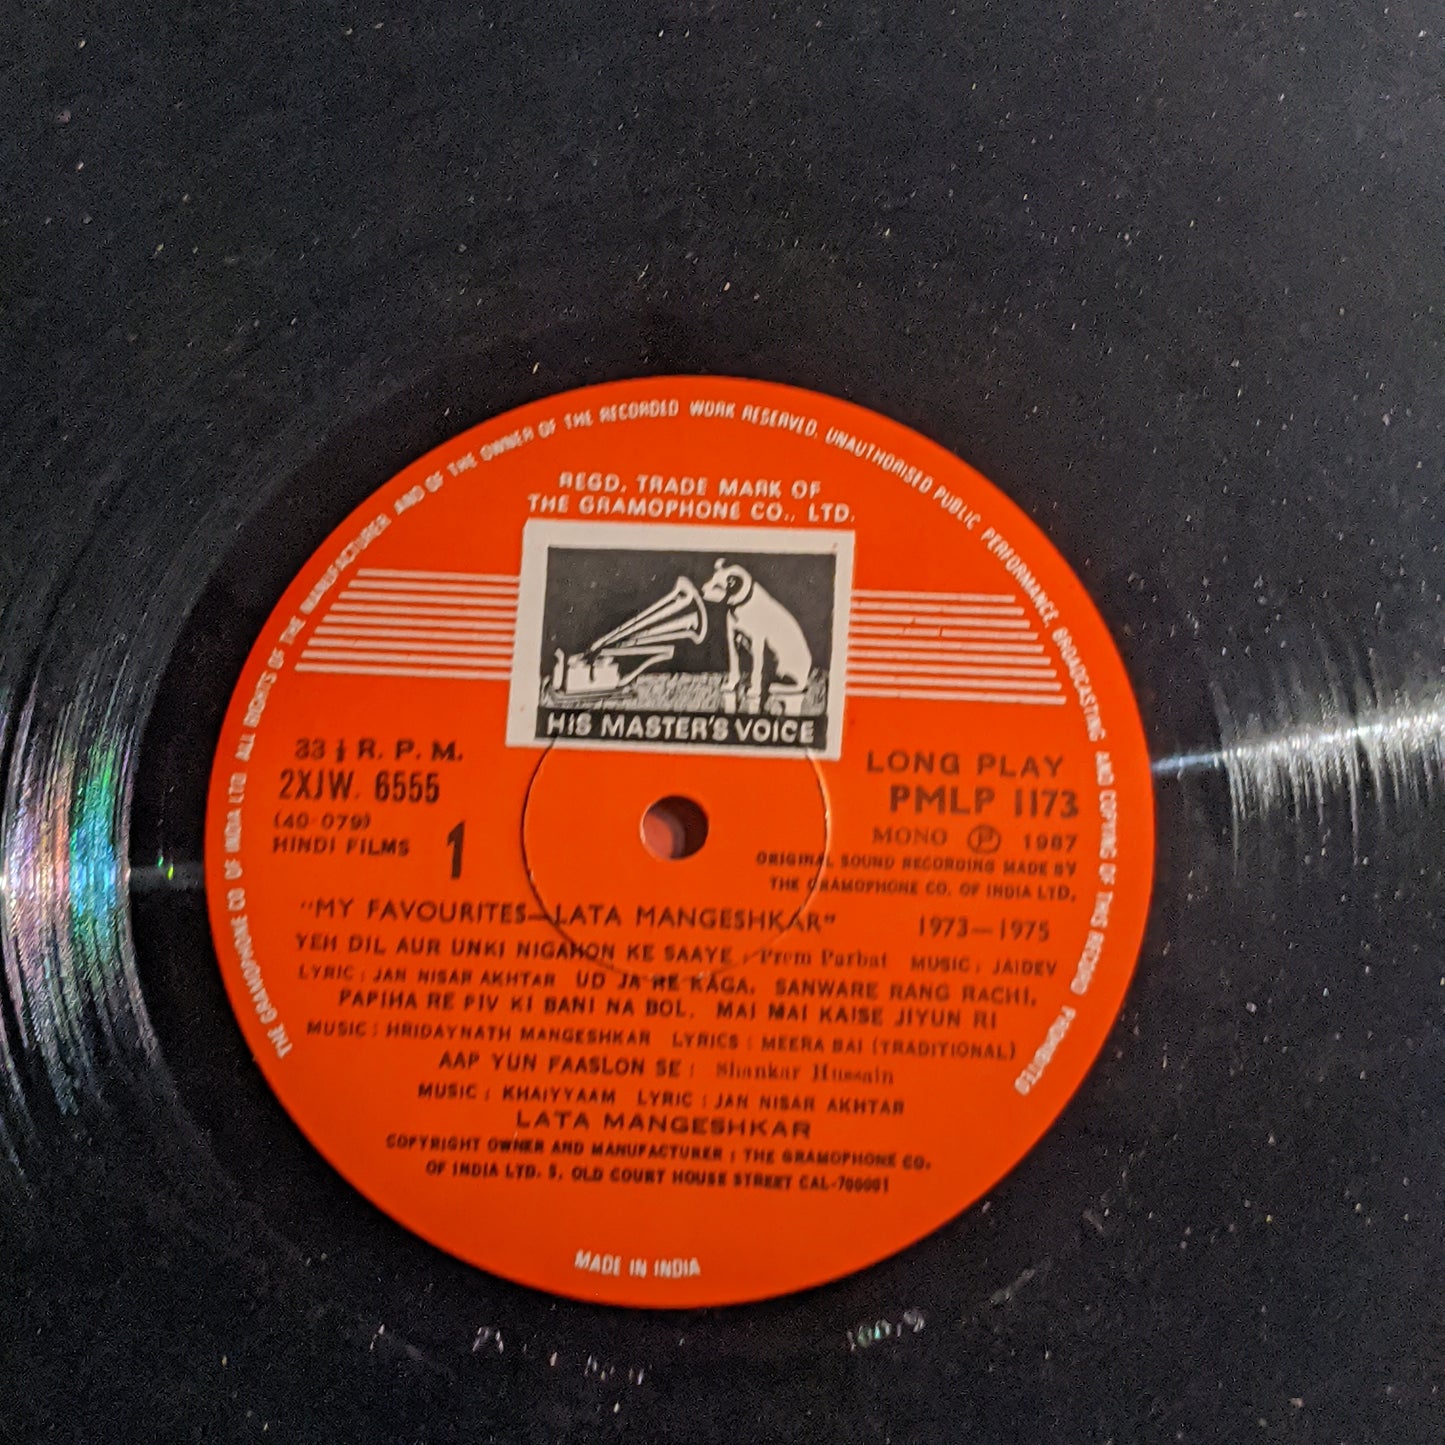 THE GRAMOPHONE CO OF INDIA LTD ALL RIGHTS OF THE MANUFACTURER AND OF THE OWNER OF THE RECORDED WORK RESERVED. UNAUTHORISED PUBLIC PERFORMANCE, BROADCASTING AND COPYING OF THIS RECORD PROHIBITED
REGD. TRADE MARK OF
THE GRAMOPHONE CO., LTD.
HIS MASTER'S VOICE
33 ⅓ R. P. M.
2XJW. 6555
(40-079)
HINDI FILMS
1
LONG PLAY
PMLP 1173
MONO Ⓟ 1987
ORIGINAL SOUND RECORDING MADE BY
THE GRAMOPHONE CO. OF INDIA LTD.
"MY FAVOURITES—LATA MANGESHKAR" 1973—1975
YEH DIL AUR UNKI NIGAHON KE SAAYE : Prem Parbat MUSIC : JAIDEV
LYRIC : JAN NISAR AKHTAR UD JA RE KAGA, SANWARE RANG RACHI,
PAPIHA RE PIV KI BANI NA BOL, MAI MAI KAISE JIYUN RI
MUSIC : HRIDAYNATH MANGESHKAR LYRICS : MEERA BAI (TRADITIONAL)
AAP YUN FAASLON SE : Shankar Hussain
MUSIC : KHAIYYAAM LYRIC : JAN NISAR AKHTAR
LATA MANGESHKAR
COPYRIGHT OWNER AND MANUFACTURER : THE GRAMOPHONE CO.
OF INDIA LTD. 5, OLD COURT HOUSE STREET CAL-700001
MADE IN INDIA